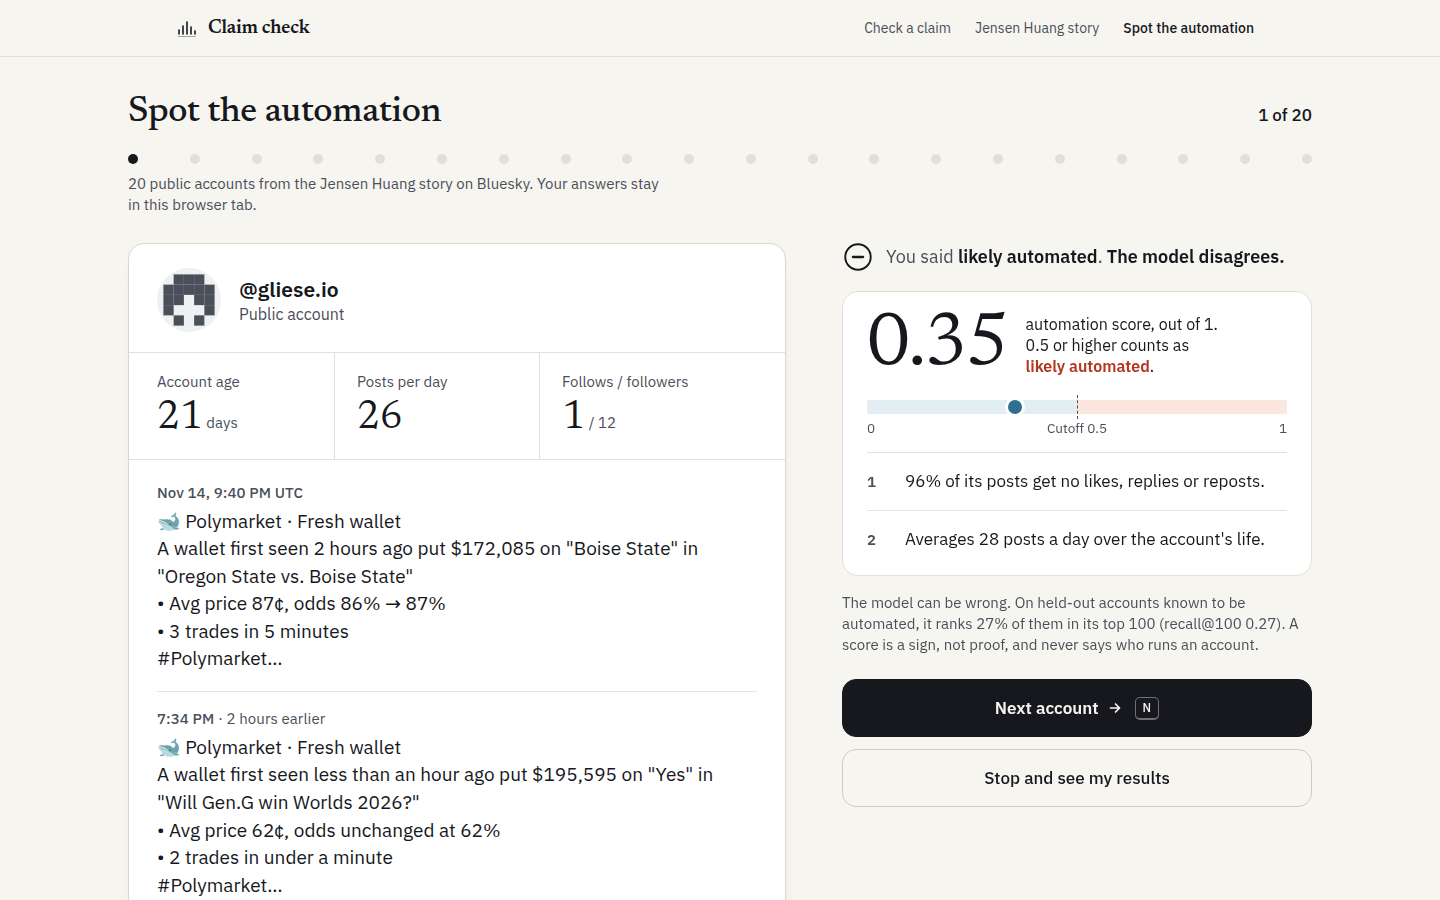 Claim check
Check a claim
Jensen Huang story
Spot the automation
Spot the automation
1 of 20
20 public accounts from the Jensen Huang story on Bluesky. Your answers stay
in this browser tab.
@gliese.io
Public account
Account age
21 days
Posts per day
26
Follows / followers
1 / 12
Nov 14, 9:40 PM UTC
🐳 Polymarket · Fresh wallet
A wallet first seen 2 hours ago put $172,085 on "Boise State" in
"Oregon State vs. Boise State"
• Avg price 87¢, odds 86% → 87%
• 3 trades in 5 minutes
#Polymarket…
7:34 PM · 2 hours earlier
🐳 Polymarket · Fresh wallet
A wallet first seen less than an hour ago put $195,595 on "Yes" in
"Will Gen.G win Worlds 2026?"
• Avg price 62¢, odds unchanged at 62%
• 2 trades in under a minute
#Polymarket…
You said likely automated. The model disagrees.
0.35
automation score, out of 1.
0.5 or higher counts as
likely automated.
0
Cutoff 0.5
1
1 96% of its posts get no likes, replies or reposts.
2 Averages 28 posts a day over the account's life.
The model can be wrong. On held-out accounts known to be
automated, it ranks 27% of them in its top 100 (recall@100 0.27). A
score is a sign, not proof, and never says who runs an account.
Next account → N
Stop and see my results